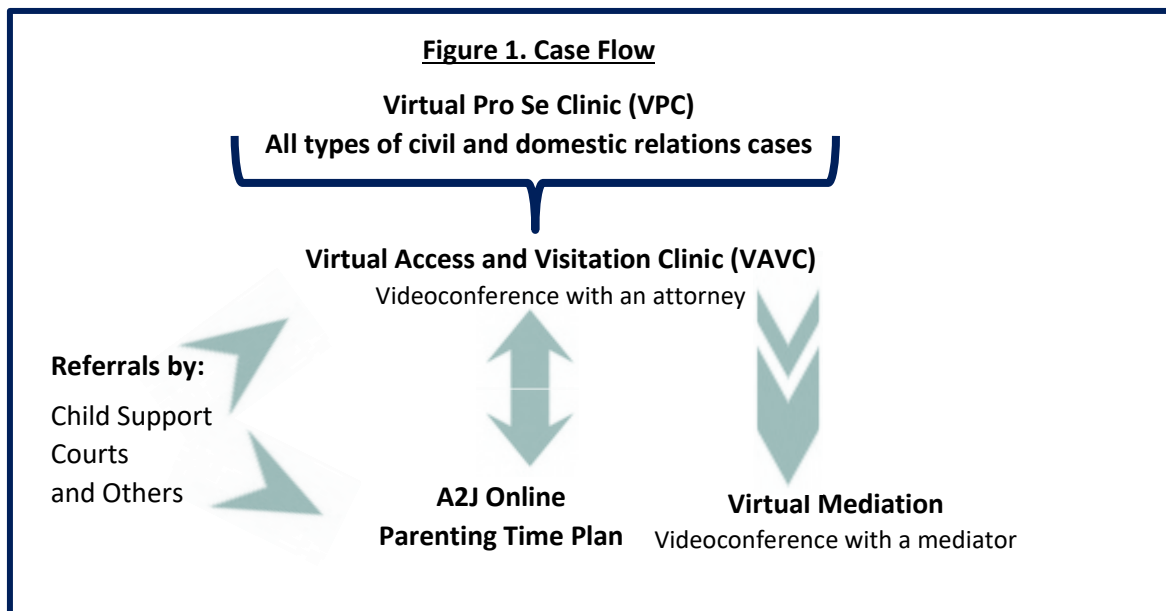 Figure 1. Case Flow
Virtual Pro Se Clinic (VPC)
All types of civil and domestic relations cases
Virtual Access and Visitation Clinic (VAVC)
Videoconference with an attorney
Referrals by:
Child Support
Courts
and Others
A2J Online
Parenting Time Plan
Virtual Mediation
Videoconference with a mediator